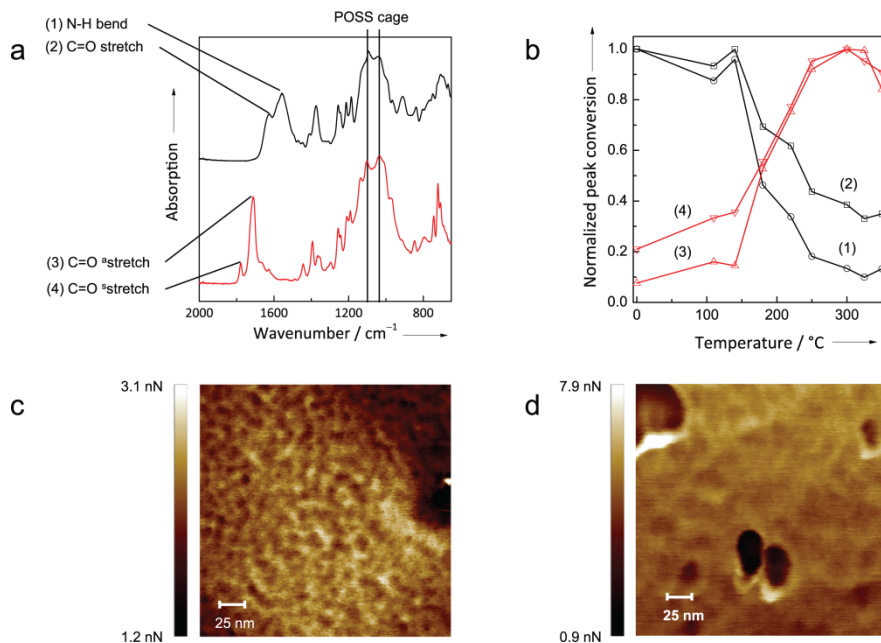 a
(1) N-H bend
(2) C=O stretch
POSS cage
Absorption
(3) C=O ᵃstretch
(4) C=O ˢstretch
2000 1600 1200 800
Wavenumber / cm⁻¹
b
Normalized peak conversion
1.0
0.8
0.6
0.4
0.2
0.0
(4)
(3)
(2)
(1)
0 100 200 300
Temperature / °C
c
3.1 nN
25 nm
1.2 nN
d
7.9 nN
25 nm
0.9 nN